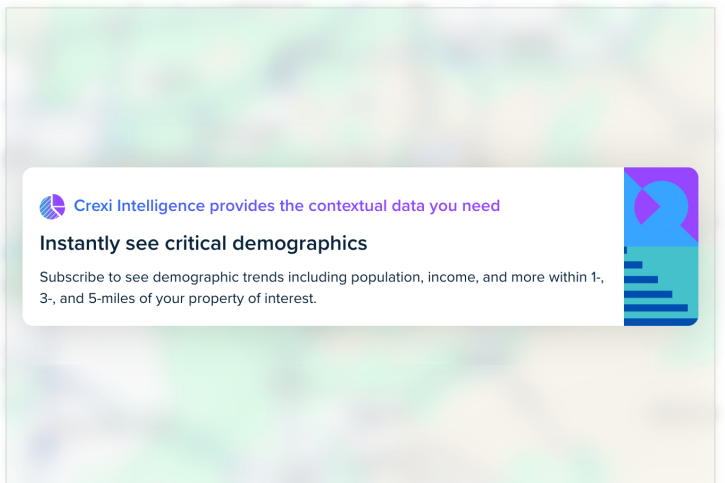 Crexi Intelligence provides the contextual data you need
Instantly see critical demographics
Subscribe to see demographic trends including population, income, and more within 1-,
3-, and 5-miles of your property of interest.